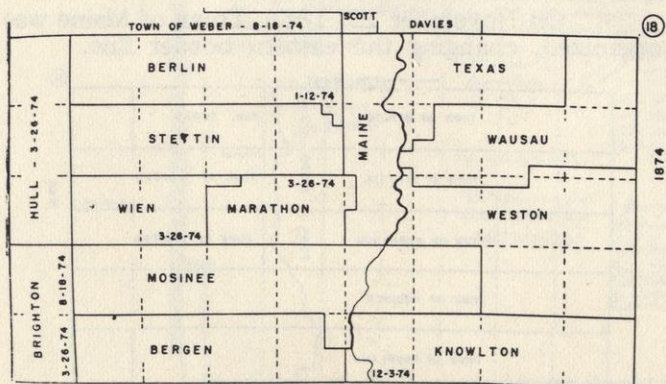 SCOTT
18
TOWN OF WEBER - 8-18-74
DAVIES
BERLIN
TEXAS
1-12-74
STETTIN
MAINE
WAUSAU
1874
HULL - 3-26-74
3-26-74
WIEN
MARATHON
WESTON
3-26-74
MOSINEE
BRIGHTON
3-26-74
8-18-74
BERGEN
KNOWLTON
12-3-74